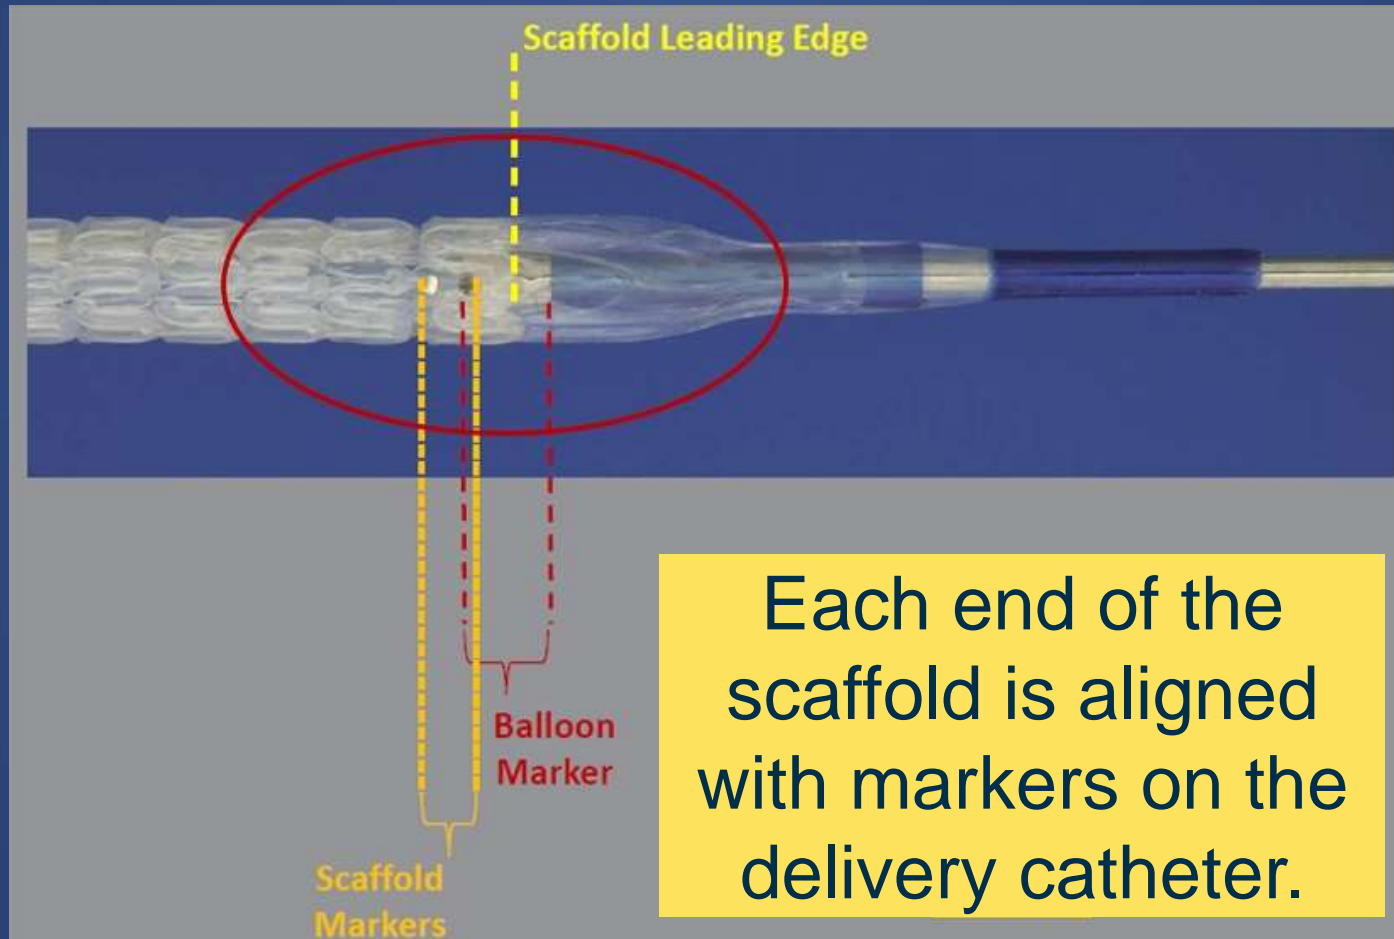 Scaffold Leading Edge
Balloon
Marker
Scaffold
Markers
Each end of the
scaffold is aligned
with markers on the
delivery catheter.